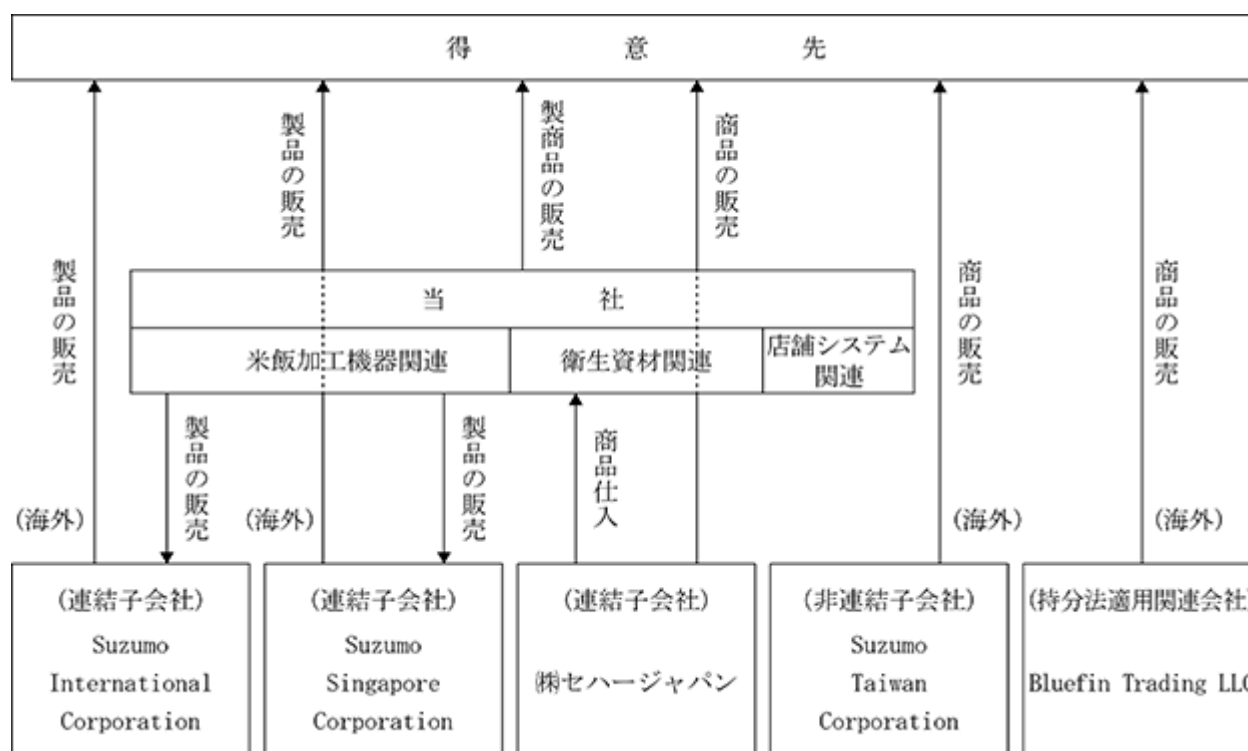 得意先
製品の販売
製商品の販売
商品の販売
製品の販売
商品の販売
商品の販売
当社
米飯加工機器関連
衛生資材関連
店舗システム
関連
製品の販売
製品の販売
商品仕入
(海外)
(海外)
(海外)
(海外)
(連結子会社)
Suzumo
International
Corporation
(連結子会社)
Suzumo
Singapore
Corporation
(連結子会社)
㈱セハージャパン
(非連結子会社)
Suzumo
Taiwan
Corporation
(持分法適用関連会社)
Bluefin Trading LLC